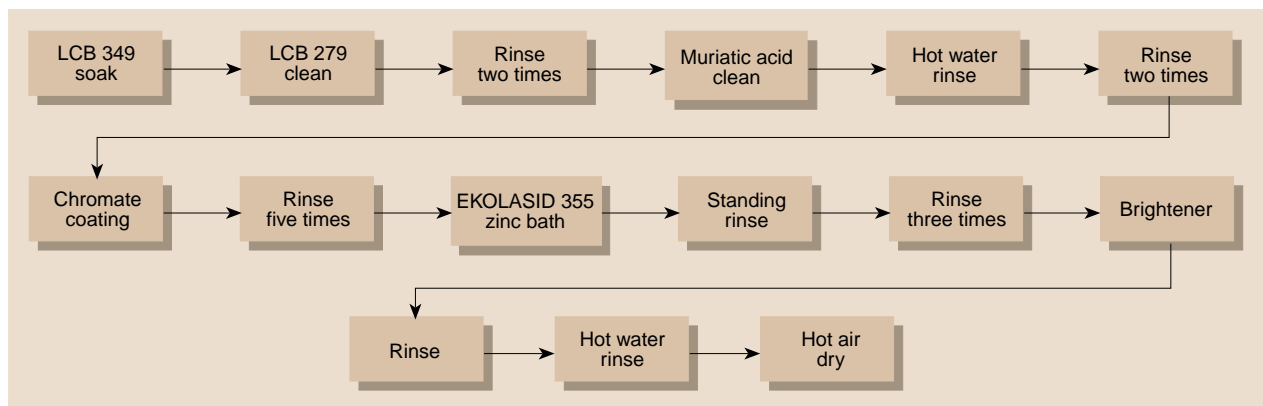 LCB 349
soak
LCB 279
clean
Rinse
two times
Muriatic acid
clean
Hot water
rinse
Rinse
two times
Chromate
coating
Rinse
five times
EKOLASID 355
zinc bath
Standing
rinse
Rinse
three times
Brightener
Rinse
Hot water
rinse
Hot air
dry